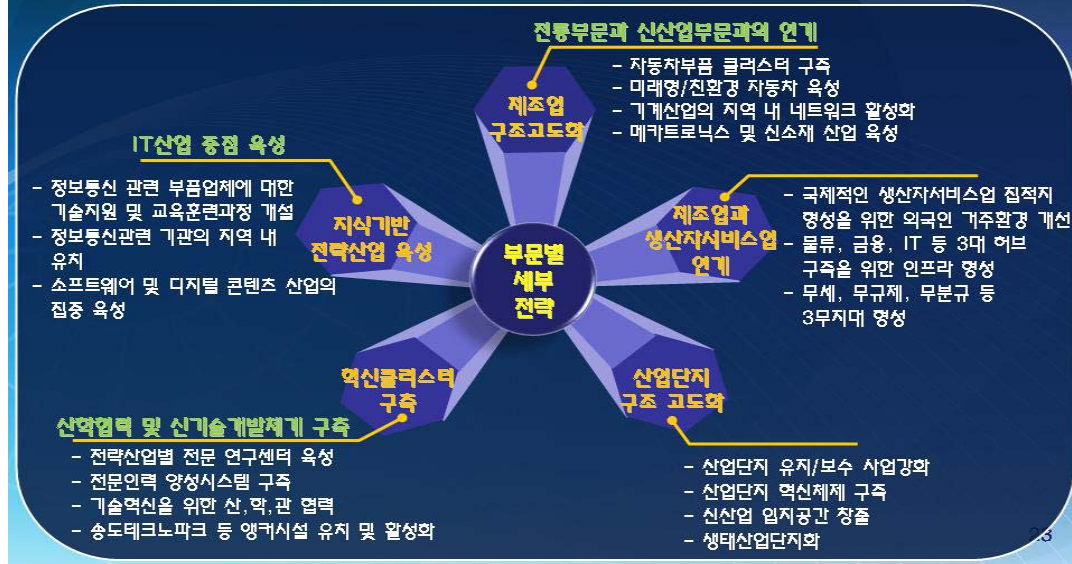 전통부문과 신산업부문과의 연계
- 자동차부품 클러스터 구축
- 미래형/친환경 자동차 육성
- 기계산업의 지역 내 네트워크 활성화
- 메카트로닉스 및 신소재 산업 육성
제조업
구조고도화
IT산업 중점 육성
- 정보통신 관련 부품업체에 대한
기술지원 및 교육훈련과정 개설
- 정보통신관련 기관의 지역 내
유치
- 소프트웨어 및 디지털 콘텐츠 산업의
집중 육성
지식기반
전략산업 육성
제조업과
생산자서비스업
연계
- 국제적인 생산자서비스업 집적지
형성을 위한 외국인 거주환경 개선
- 물류, 금융, IT 등 3대 허브
구축을 위한 인프라 형성
- 무세, 무규제, 무분규 등
3무지대 형성
부문별
세부
전략
혁신클러스터
구축
산학협력 및 신기술개발체계 구축
- 전략산업별 전문 연구센터 육성
- 전문인력 양성시스템 구축
- 기술혁신을 위한 산,학,관 협력
- 송도테크노파크 등 앵커시설 유치 및 활성화
산업단지
구조 고도화
- 산업단지 유지/보수 사업강화
- 산업단지 혁신체제 구축
- 신산업 입지공간 창출
- 생태산업단지화
23